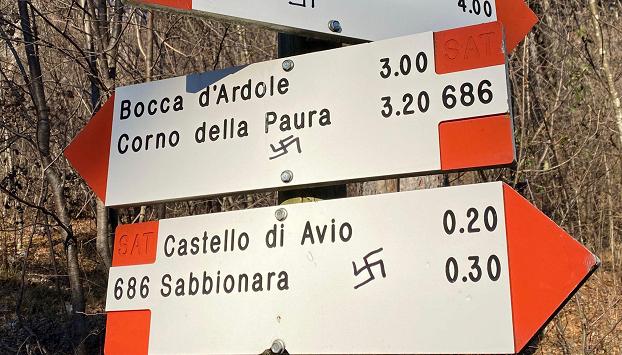 4.00
SAT
Bocca d'Ardole 3.00
Corno della Paura 3.20 686
SAT
Castello di Avio 0.20
686 Sabbionara 0.30